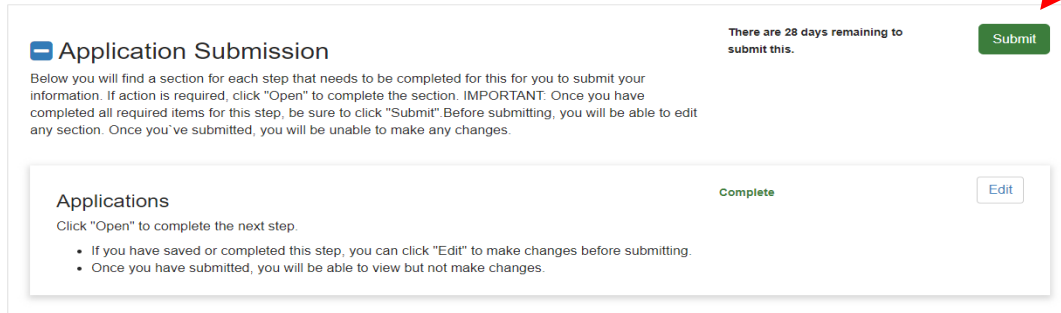 There are 28 days remaining to
submit this.
Submit
Application Submission
Below you will find a section for each step that needs to be completed for this for you to submit your
information. If action is required, click "Open" to complete the section. IMPORTANT: Once you have
completed all required items for this step, be sure to click "Submit".Before submitting, you will be able to edit
any section. Once you`ve submitted, you will be unable to make any changes.
Applications
Complete
Edit
Click "Open" to complete the next step.
• If you have saved or completed this step, you can click "Edit" to make changes before submitting.
• Once you have submitted, you will be able to view but not make changes.